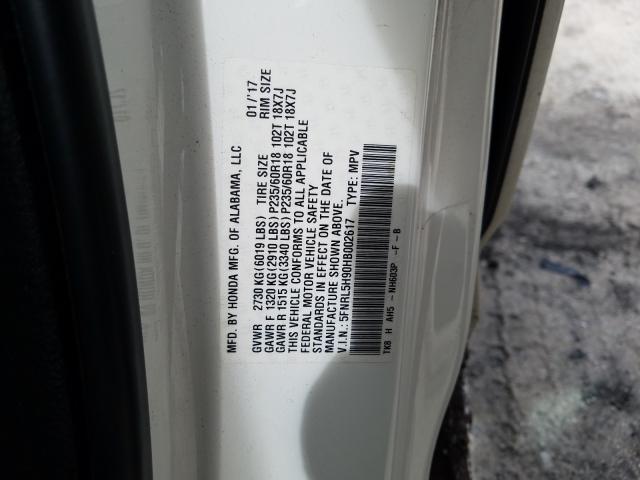 MFD. BY HONDA MFG. OF ALABAMA, LLC 01/'17
GVWR 2730 KG(6019 LBS) TIRE SIZE RIM SIZE
GAWR F 1320 KG(2910 LBS) P235/60R18 102T 18X7J
GAWR R 1515 KG(3340 LBS) P235/60R18 102T 18X7J
THIS VEHICLE CONFORMS TO ALL APPLICABLE
FEDERAL MOTOR VEHICLE SAFETY
STANDARDS IN EFFECT ON THE DATE OF
MANUFACTURE SHOWN ABOVE.
V.I.N.: 5FNRL5H90HB002617 TYPE: MPV
TK8 H AH5 - NH603P -F -B